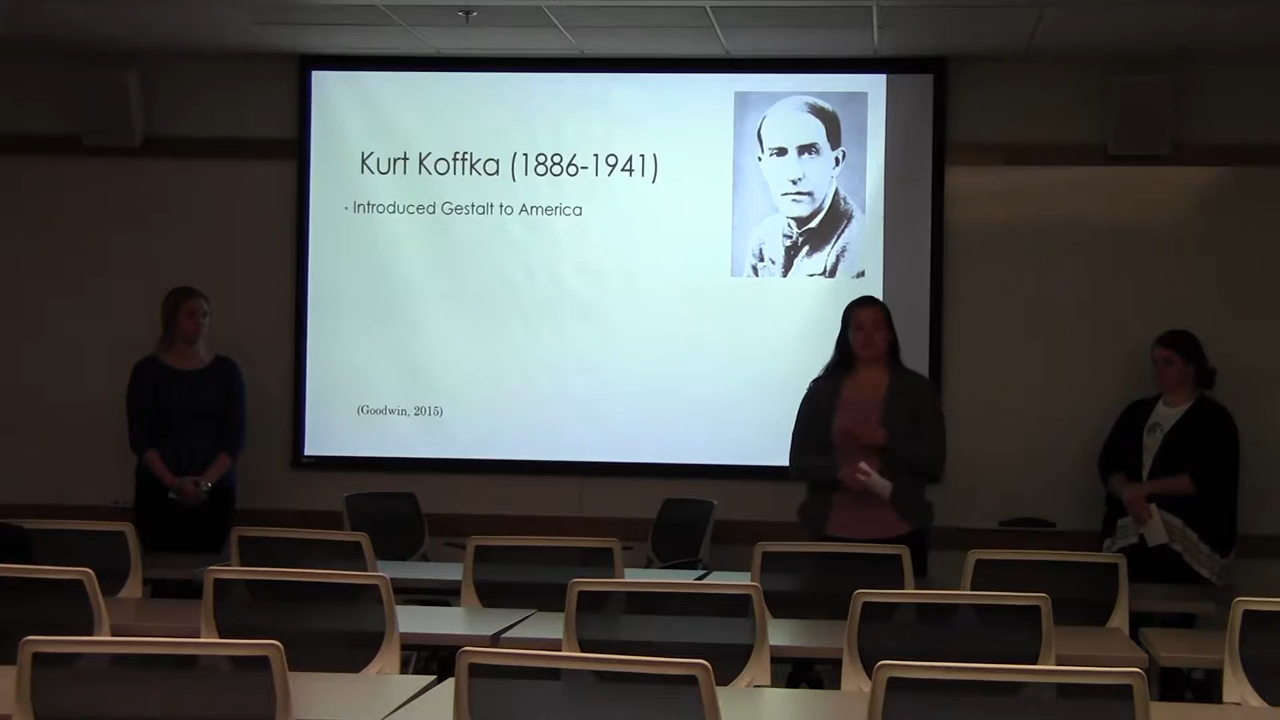 Kurt Koffka (1886-1941)
• Introduced Gestalt to America
(Goodwin, 2015)